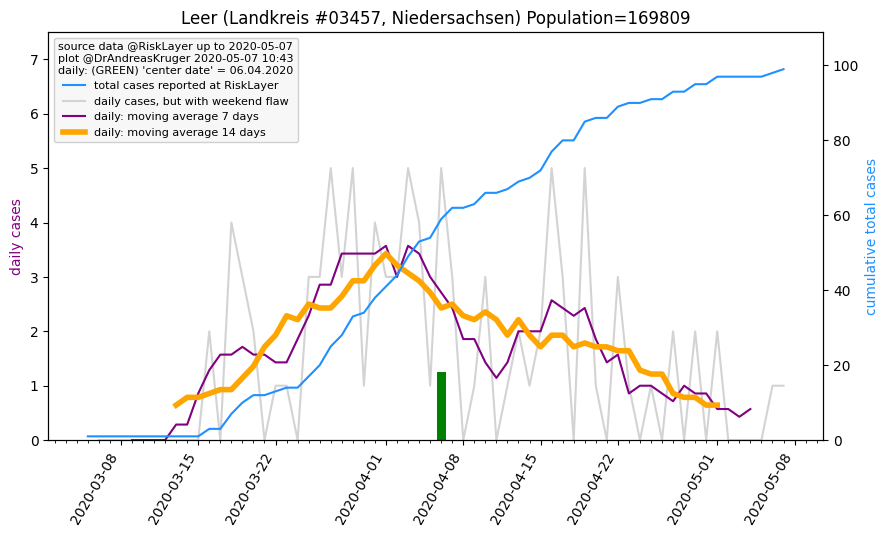 Leer (Landkreis #03457, Niedersachsen) Population=169809
source data @RiskLayer up to 2020-05-07
plot @DrAndreasKruger 2020-05-07 10:43
daily: (GREEN) 'center date' = 06.04.2020
total cases reported at RiskLayer
daily cases, but with weekend flaw
daily: moving average 7 days
daily: moving average 14 days
daily cases
7
6
5
4
3
2
1
0
100
80
60
40
20
0
cumulative total cases
2020-03-08
2020-03-15
2020-03-22
2020-04-01
2020-04-08
2020-04-15
2020-04-22
2020-05-01
2020-05-08